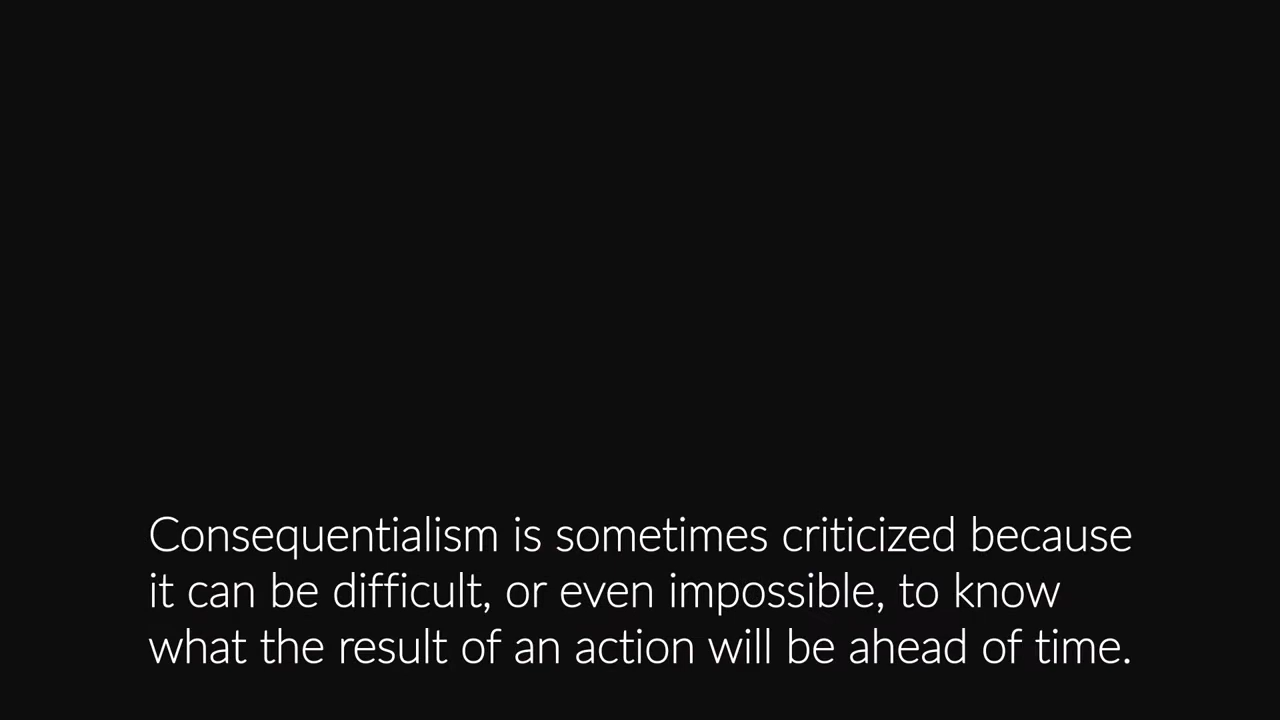 Consequentialism is sometimes criticized because
it can be difficult, or even impossible, to know
what the result of an action will be ahead of time.